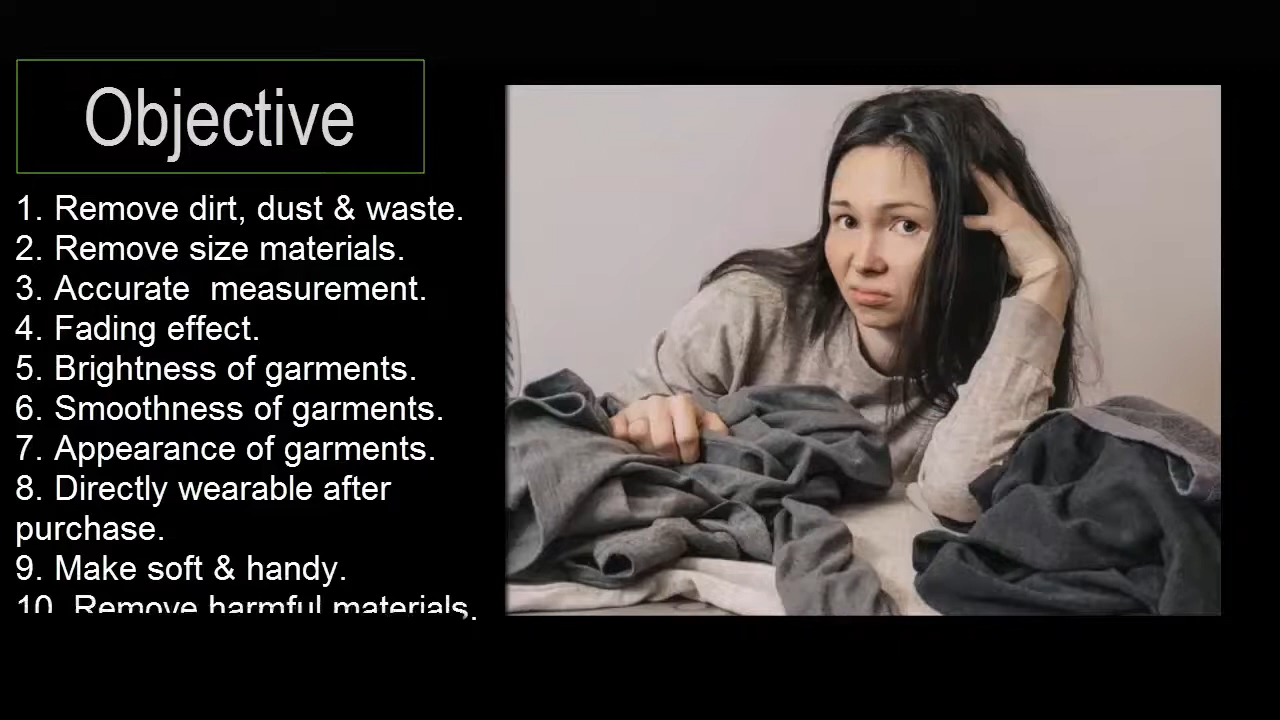 Objective
1. Remove dirt, dust & waste.
2. Remove size materials.
3. Accurate  measurement.
4. Fading effect.
5. Brightness of garments.
6. Smoothness of garments.
7. Appearance of garments.
8. Directly wearable after
purchase.
9. Make soft & handy.
10. Remove harmful materials.